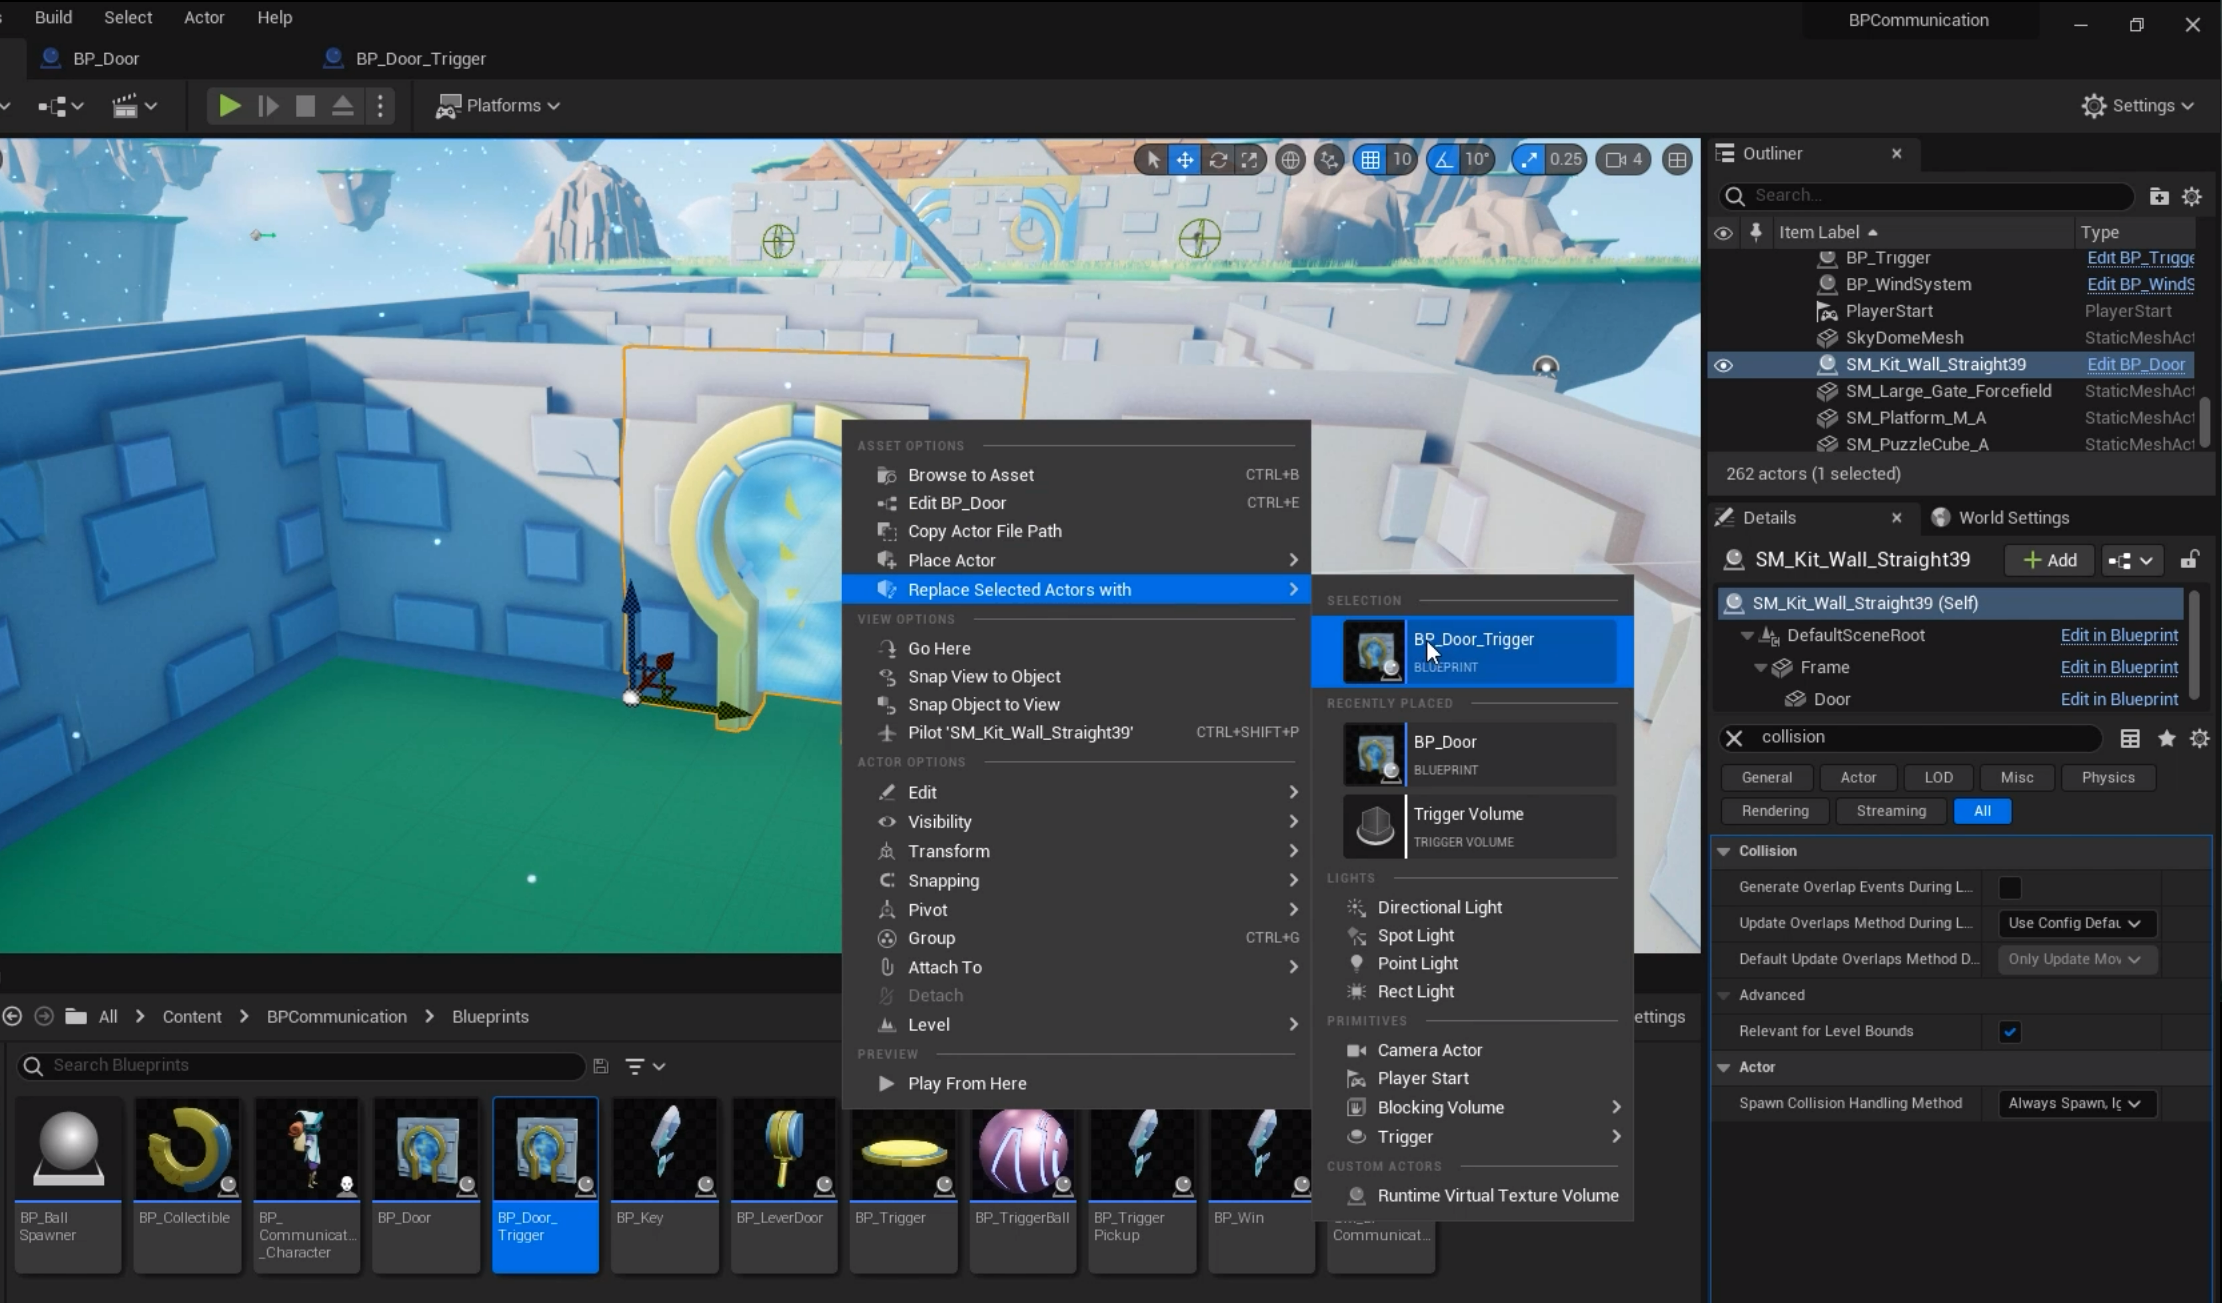 Build Select Actor Help
BPCommunication
BP_Door
BP_Door_Trigger
Platforms
Settings
10
10°
0.25
4
Outliner
Search...
Item Label
Type
BP_Trigger
Edit BP_Trigge
BP_WindSystem
Edit BP_WindS
PlayerStart
PlayerStart
SkyDomeMesh
StaticMeshAct
SM_Kit_Wall_Straight39
Edit BP_Door
SM_Large_Gate_Forcefield
StaticMeshAct
SM_Platform_M_A
StaticMeshAct
SM_PuzzleCube_A
StaticMeshAct
262 actors (1 selected)
Details
World Settings
SM_Kit_Wall_Straight39
Add
SM_Kit_Wall_Straight39 (Self)
DefaultSceneRoot
Edit in Blueprint
Frame
Edit in Blueprint
Door
Edit in Blueprint
collision
General
Actor
LOD
Misc
Physics
Rendering
Streaming
All
Collision
Generate Overlap Events During L...
Update Overlaps Method During L...
Use Config Defau
Default Update Overlaps Method D...
Only Update Mov
Advanced
Relevant for Level Bounds
Actor
Spawn Collision Handling Method
Always Spawn, Ig
ASSET OPTIONS
Browse to Asset
CTRL+B
Edit BP_Door
CTRL+E
Copy Actor File Path
Place Actor
Replace Selected Actors with
VIEW OPTIONS
Go Here
Snap View to Object
Snap Object to View
Pilot 'SM_Kit_Wall_Straight39'
CTRL+SHIFT+P
ACTOR OPTIONS
Edit
Visibility
Transform
Snapping
Pivot
Group
CTRL+G
Attach To
Detach
Level
PREVIEW
Play From Here
SELECTION
BP_Door_Trigger
BLUEPRINT
RECENTLY PLACED
BP_Door
BLUEPRINT
Trigger Volume
TRIGGER VOLUME
LIGHTS
Directional Light
Spot Light
Point Light
Rect Light
PRIMITIVES
Camera Actor
Player Start
Blocking Volume
Trigger
CUSTOM ACTORS
Runtime Virtual Texture Volume
All
Content
BPCommunication
Blueprints
ettings
Search Blueprints
BP_Ball
Spawner
BP_Collectible
BP_
Communicat...
_Character
BP_Door
BP_Door_
Trigger
BP_Key
BP_LeverDoor
BP_Trigger
BP_TriggerBall
BP_Trigger
Pickup
BP_Win
Communicat...